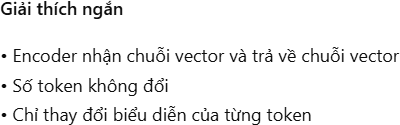 Giải thích ngắn
• Encoder nhận chuỗi vector và trả về chuỗi vector
• Số token không đổi
• Chỉ thay đổi biểu diễn của từng token